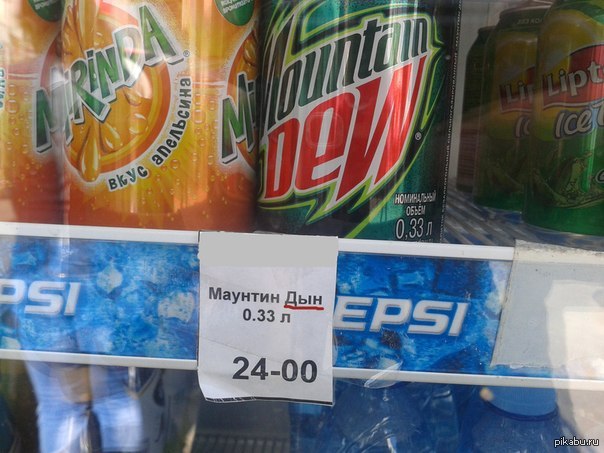 MIRINDA
вкус апельсина
Mi
Mountain
DEW
НОМИНАЛЬНЫЙ
ОБЪЕМ
0.33 л
Lipton
Ice
PSI
EPSI
Маунтин Дын
0.33 л
24-00
pikabu.ru